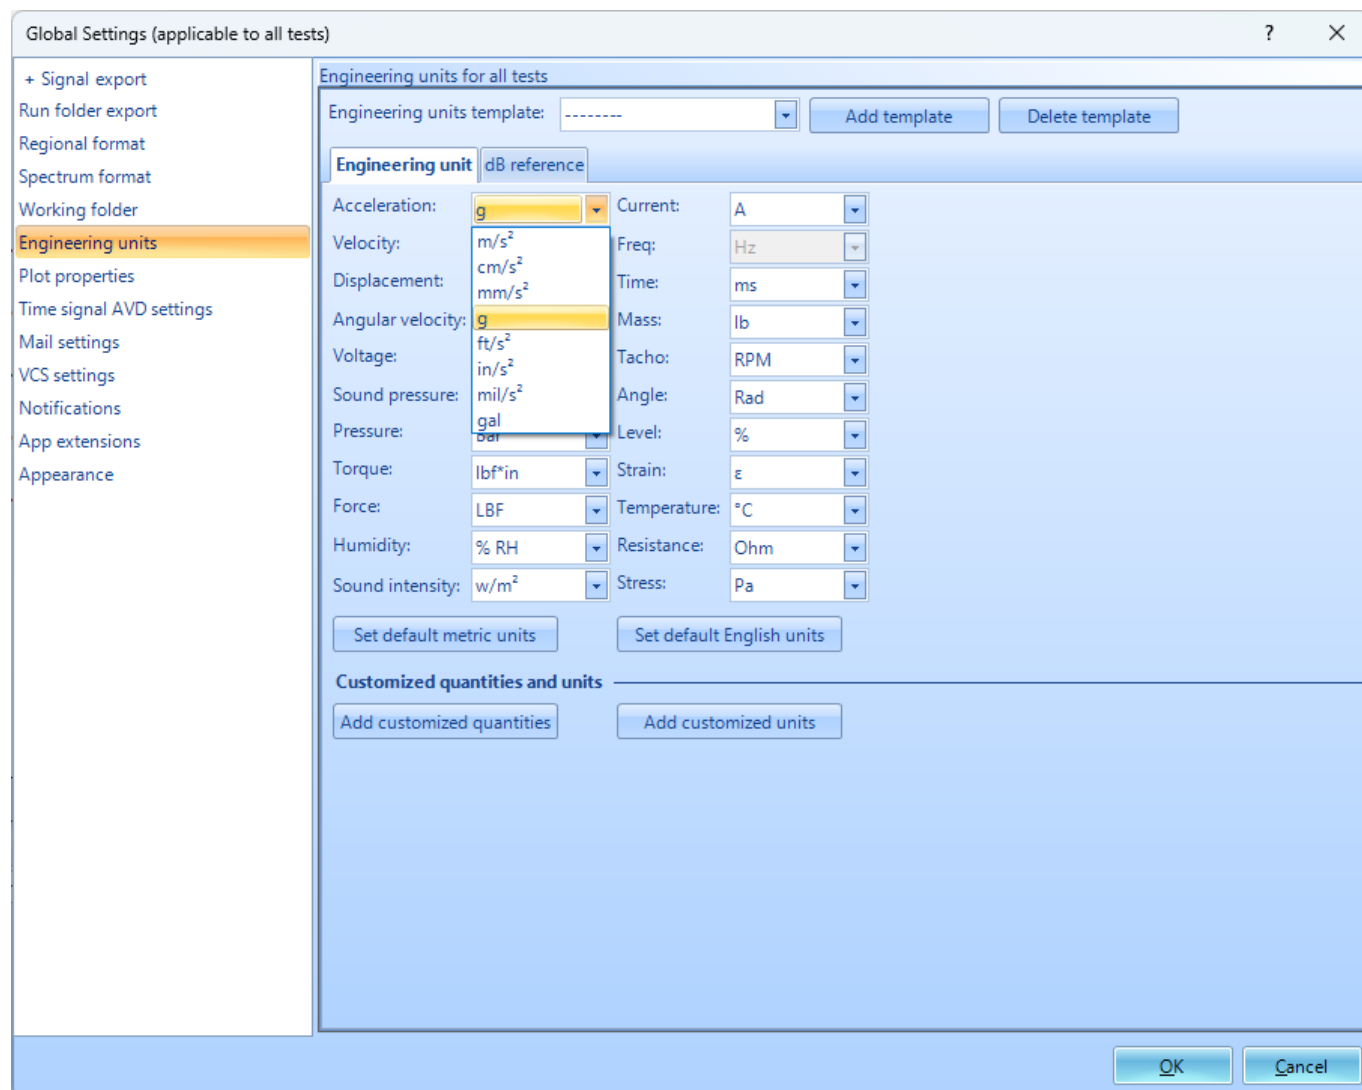 Global Settings (applicable to all tests)
?
+ Signal export
Run folder export
Regional format
Spectrum format
Working folder
Engineering units
Plot properties
Time signal AVD settings
Mail settings
VCS settings
Notifications
App extensions
Appearance
Engineering units for all tests
Engineering units template: -------- Add template Delete template
Engineering unit dB reference
Acceleration: g Current: A
Velocity: Freq: Hz
Displacement: Time: ms
Angular velocity: Mass: lb
Voltage: Tacho: RPM
Sound pressure: Angle: Rad
Pressure: Bar Level: %
m/s²
cm/s²
mm/s²
g
ft/s²
in/s²
mil/s²
gal
Torque: lbf*in Strain: ε
Force: LBF Temperature: °C
Humidity: % RH Resistance: Ohm
Sound intensity: w/m² Stress: Pa
Set default metric units Set default English units
Customized quantities and units
Add customized quantities Add customized units
OK Cancel